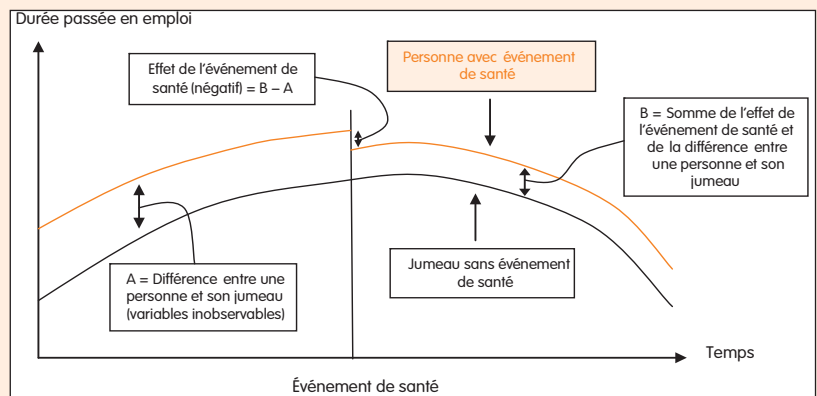 Durée passée en emploi
Effet de l'événement de
santé (négatif) = B – A
Personne avec événement
de santé
B = Somme de l'effet de
l'événement de santé et
de la différence entre
une personne et son
jumeau
A = Différence entre une
personne et son jumeau
(variables inobservables)
Jumeau sans événement
de santé
Temps
Événement de santé